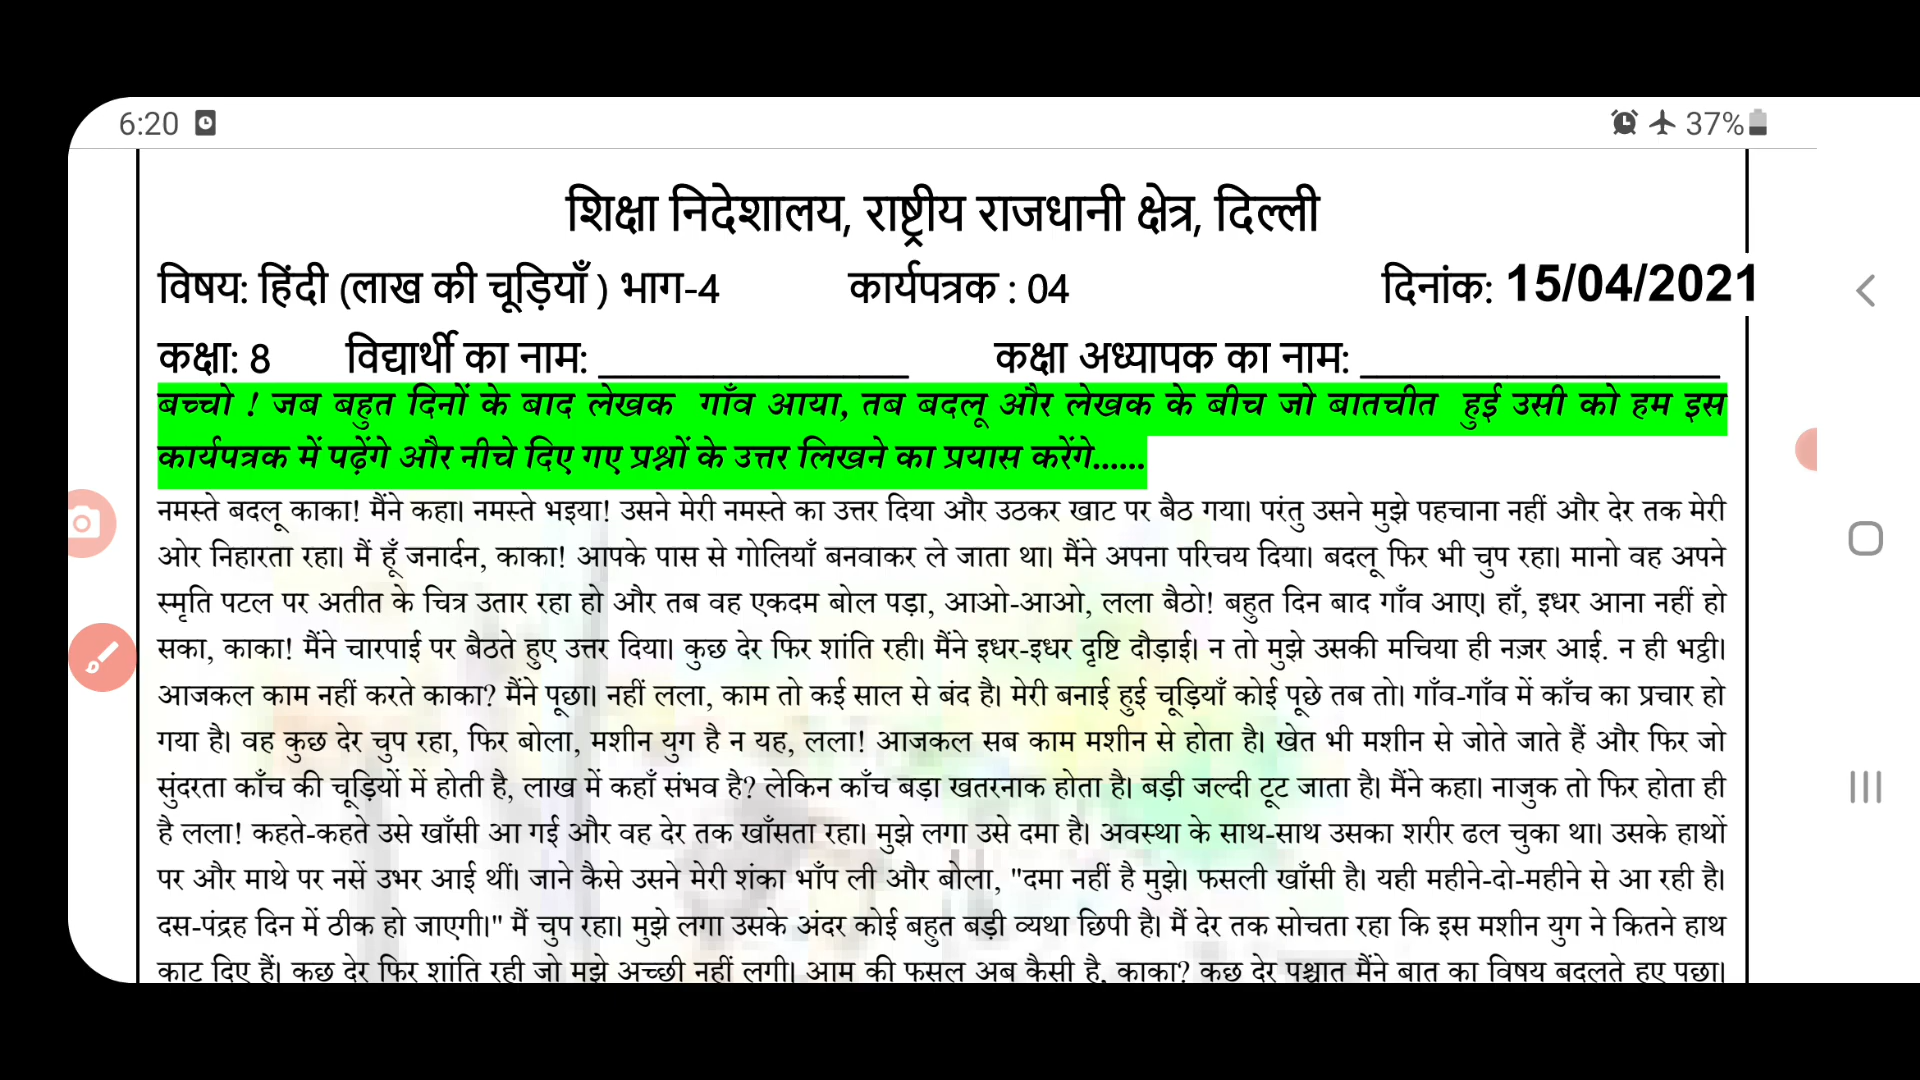 6:20
37%
शिक्षा निदेशालय, राष्ट्रीय राजधानी क्षेत्र, दिल्ली
विषय: हिंदी (लाख की चूड़ियाँ ) भाग-4 कार्यपत्रक : 04 दिनांक: 15/04/2021
कक्षा: 8 विद्यार्थी का नाम: ________________ कक्षा अध्यापक का नाम: ___________________
बच्चो ! जब बहुत दिनों के बाद लेखक गाँव आया, तब बदलू और लेखक के बीच जो बातचीत हुई उसी को हम इस
कार्यपत्रक में पढ़ेंगे और नीचे दिए गए प्रश्नों के उत्तर लिखने का प्रयास करेंगे......
नमस्ते बदलू काका! मैंने कहा। नमस्ते भइया! उसने मेरी नमस्ते का उत्तर दिया और उठकर खाट पर बैठ गया। परंतु उसने मुझे पहचाना नहीं और देर तक मेरी
ओर निहारता रहा। मैं हूँ जनार्दन, काका! आपके पास से गोलियाँ बनवाकर ले जाता था। मैंने अपना परिचय दिया। बदलू फिर भी चुप रहा। मानो वह अपने
स्मृति पटल पर अतीत के चित्र उतार रहा हो और तब वह एकदम बोल पड़ा, आओ-आओ, लला बैठो! बहुत दिन बाद गाँव आए। हाँ, इधर आना नहीं हो
सका, काका! मैंने चारपाई पर बैठते हुए उत्तर दिया। कुछ देर फिर शांति रही। मैंने इधर-इधर दृष्टि दौड़ाई। न तो मुझे उसकी मचिया ही नज़र आई. न ही भट्ठी।
आजकल काम नहीं करते काका? मैंने पूछा। नहीं लला, काम तो कई साल से बंद है। मेरी बनाई हुई चूड़ियाँ कोई पूछे तब तो। गाँव-गाँव में काँच का प्रचार हो
गया है। वह कुछ देर चुप रहा, फिर बोला, मशीन युग है न यह, लला! आजकल सब काम मशीन से होता है। खेत भी मशीन से जोते जाते हैं और फिर जो
सुंदरता काँच की चूड़ियों में होती है, लाख में कहाँ संभव है? लेकिन काँच बड़ा खतरनाक होता है। बड़ी जल्दी टूट जाता है। मैंने कहा। नाजुक तो फिर होता ही
है लला! कहते-कहते उसे खाँसी आ गई और वह देर तक खाँसता रहा। मुझे लगा उसे दमा है। अवस्था के साथ-साथ उसका शरीर ढल चुका था। उसके हाथों
पर और माथे पर नसें उभर आई थीं। जाने कैसे उसने मेरी शंका भाँप ली और बोला, "दमा नहीं है मुझे। फसली खाँसी है। यही महीने-दो-महीने से आ रही है।
दस-पंद्रह दिन में ठीक हो जाएगी।" मैं चुप रहा। मुझे लगा उसके अंदर कोई बहुत बड़ी व्यथा छिपी है। मैं देर तक सोचता रहा कि इस मशीन युग ने कितने हाथ
काट दिए हैं। कुछ देर फिर शांति रही जो मुझे अच्छी नहीं लगी। आम की फसल अब कैसी है, काका? कुछ देर पश्चात मैंने बात का विषय बदलते हुए पूछा।